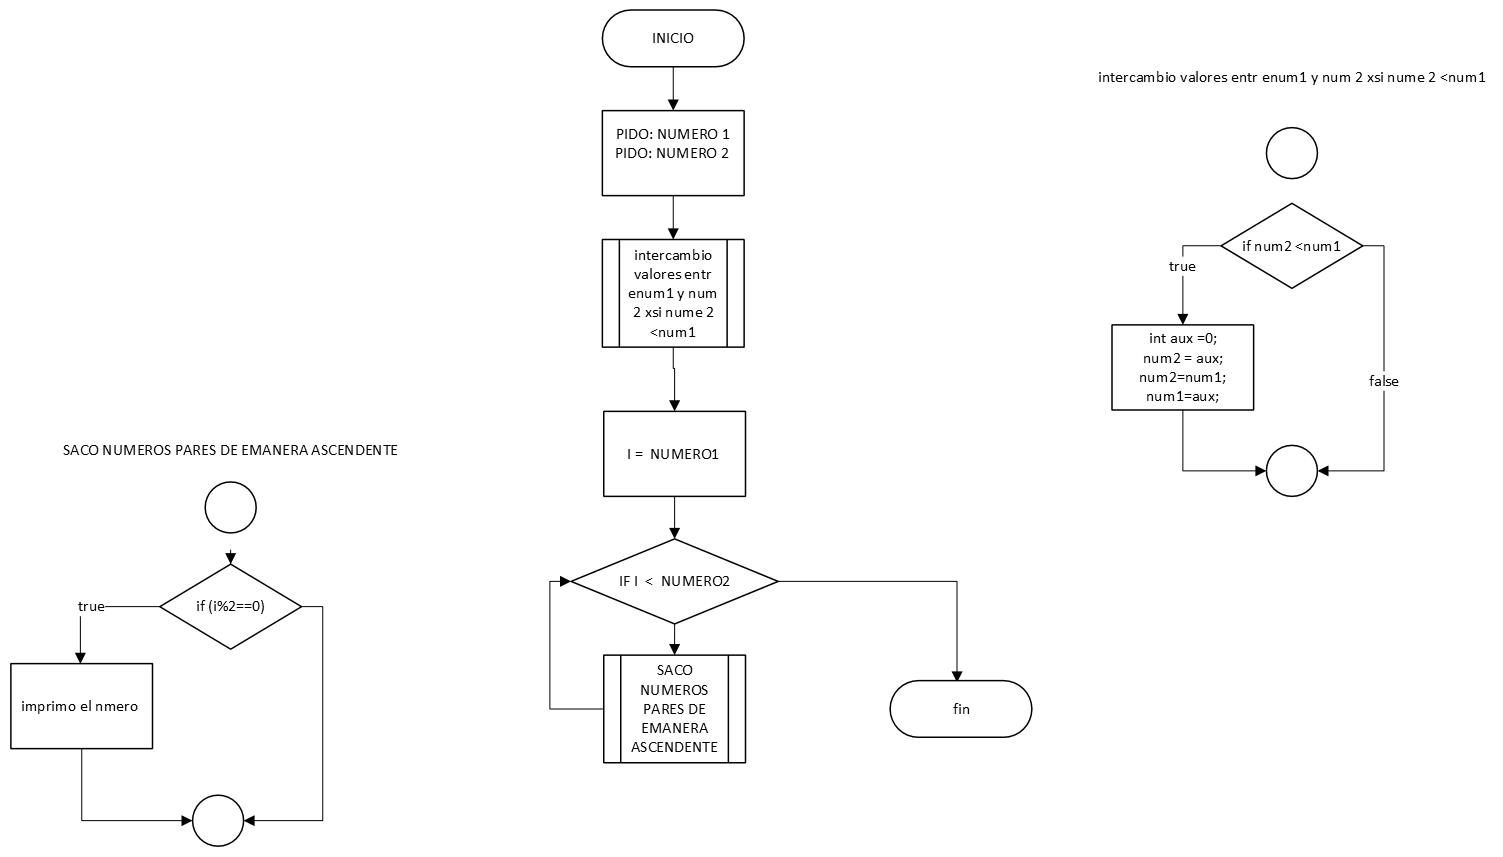 INICIO
intercambio valores entr enum1 y num 2 xsi nume 2 <num1
PIDO: NUMERO 1
PIDO: NUMERO 2
if num2 <num1
true
false
int aux =0;
num2 = aux;
num2=num1;
num1=aux;
intercambio
valores entr
enum1 y num
2 xsi nume 2
<num1
I =  NUMERO1
SACO NUMEROS PARES DE EMANERA ASCENDENTE
IF I  <  NUMERO2
if (i%2==0)
true
imprimo el nmero
SACO
NUMEROS
PARES DE
EMANERA
ASCENDENTE
fin